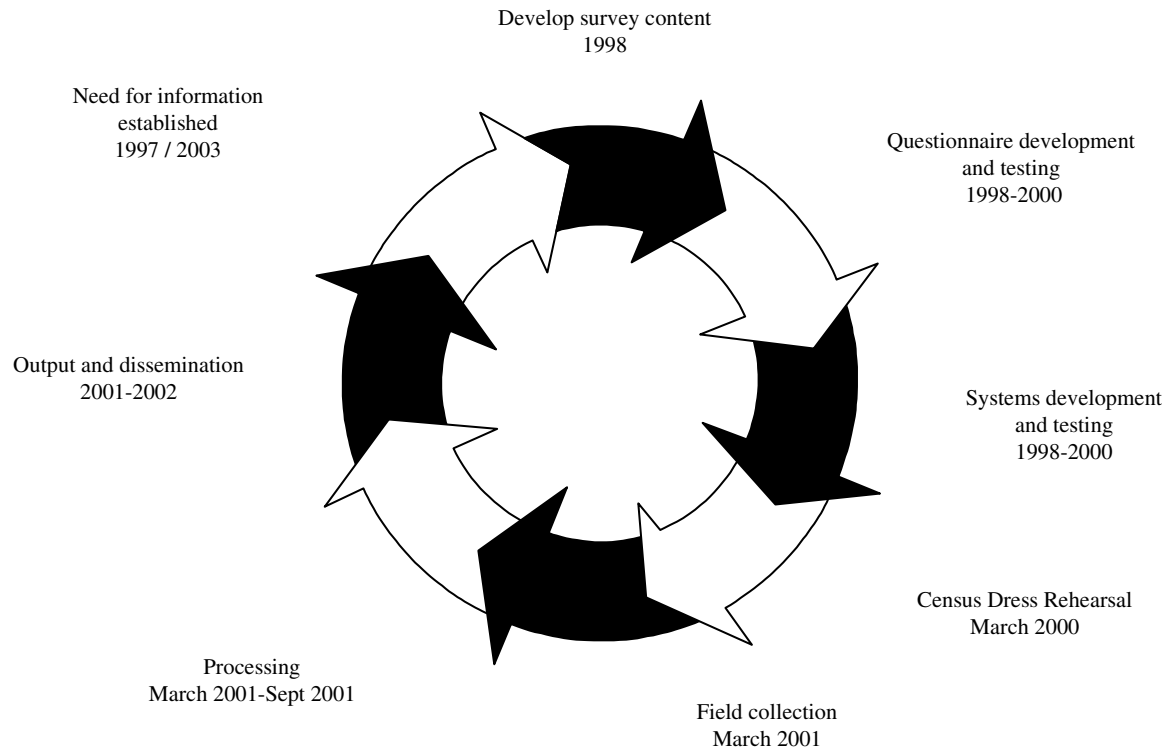 Develop survey content
1998
Need for information
established
1997 / 2003
Questionnaire development
and testing
1998-2000
Output and dissemination
2001-2002
Systems development
and testing
1998-2000
Census Dress Rehearsal
March 2000
Processing
March 2001-Sept 2001
Field collection
March 2001